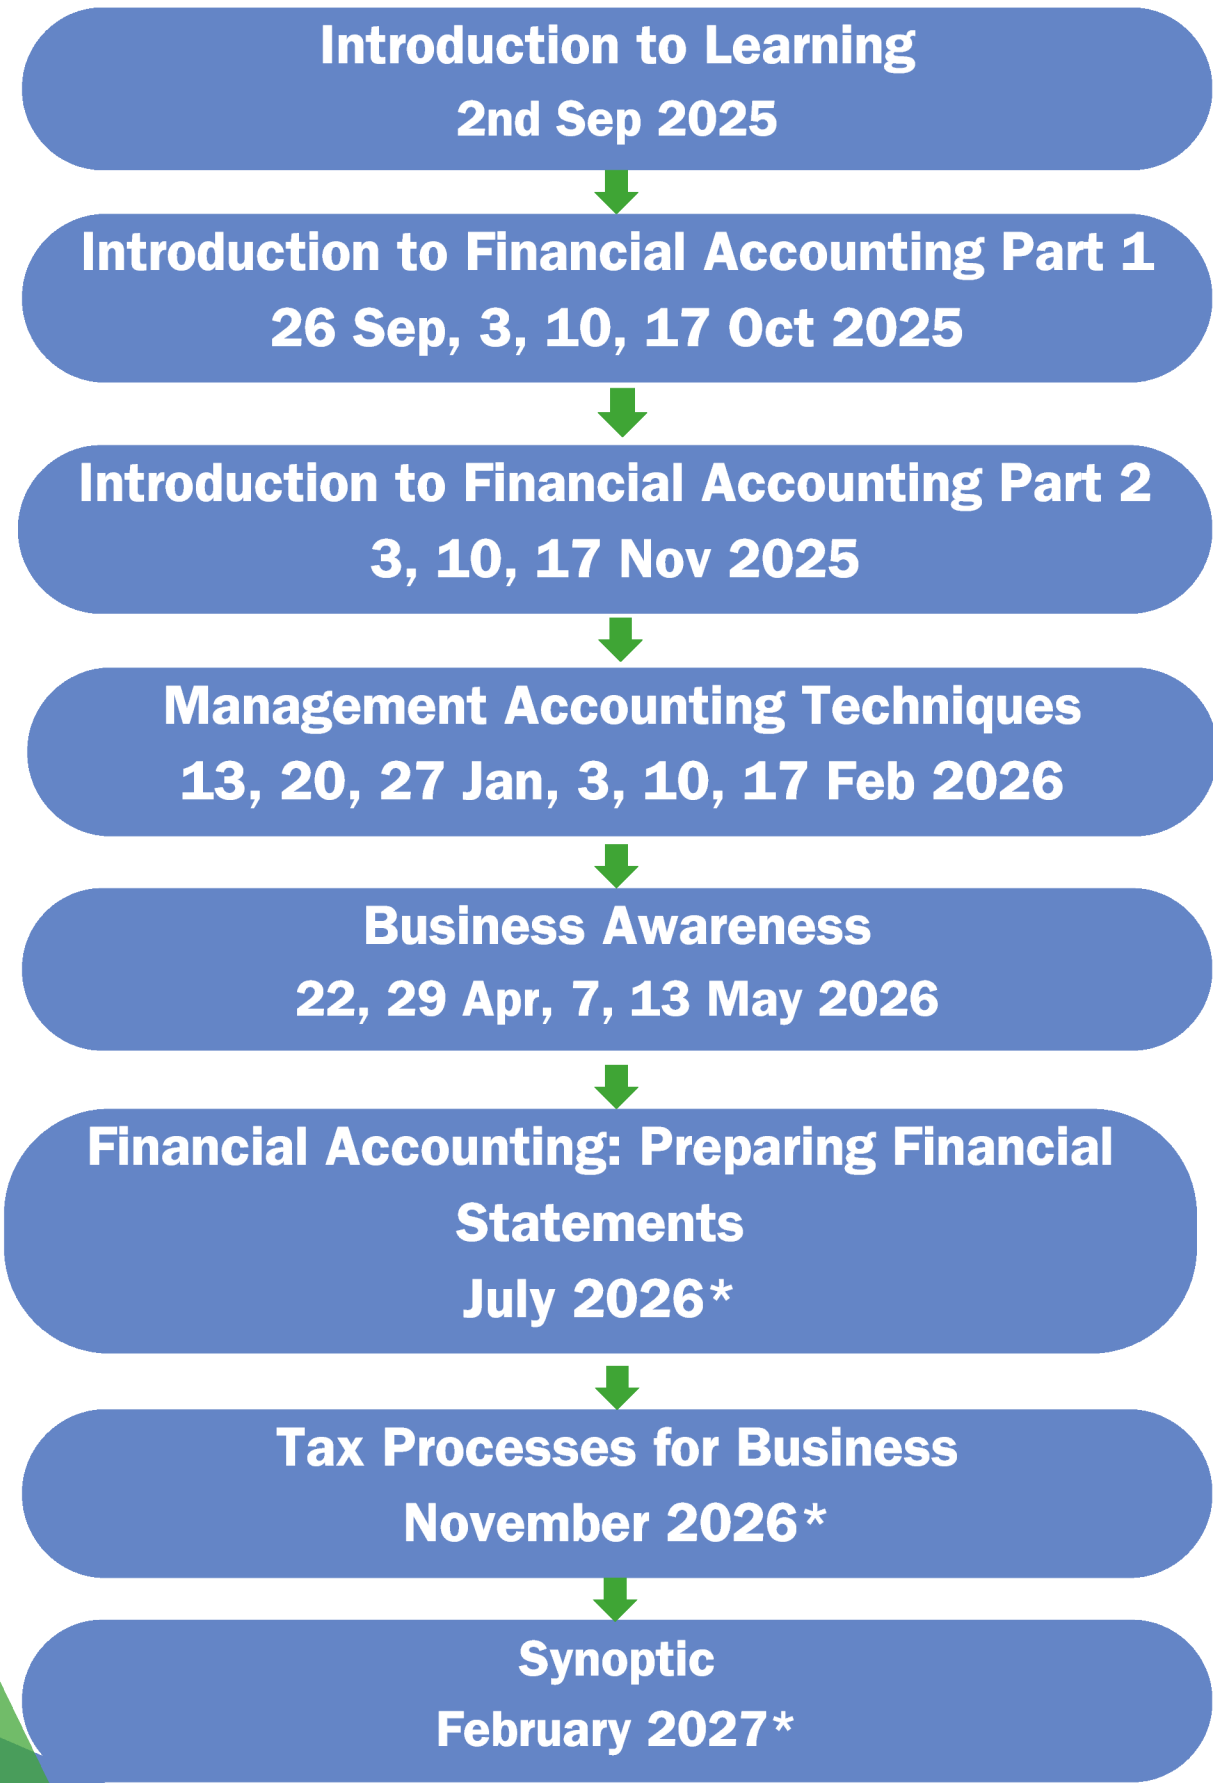 Introduction to Learning
2nd Sep 2025
Introduction to Financial Accounting Part 1
26 Sep, 3, 10, 17 Oct 2025
Introduction to Financial Accounting Part 2
3, 10, 17 Nov 2025
Management Accounting Techniques
13, 20, 27 Jan, 3, 10, 17 Feb 2026
Business Awareness
22, 29 Apr, 7, 13 May 2026
Financial Accounting: Preparing Financial
Statements
July 2026*
Tax Processes for Business
November 2026*
Synoptic
February 2027*